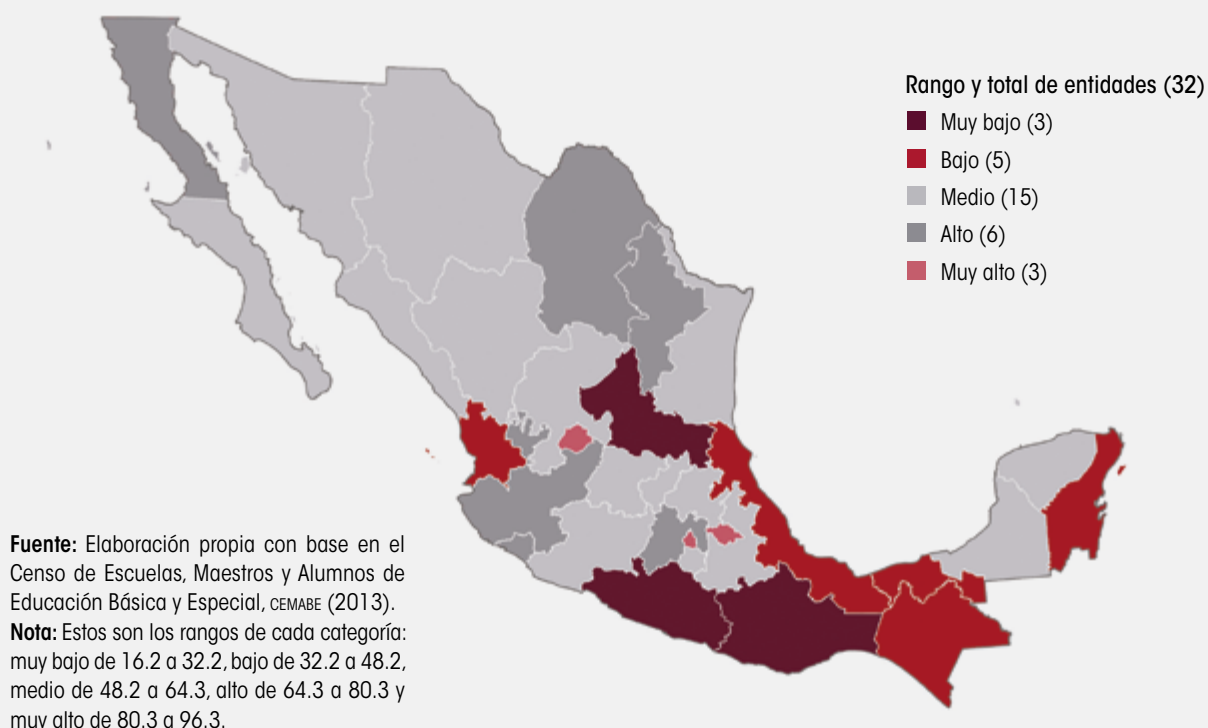 Rango y total de entidades (32)
Muy bajo (3)
Bajo (5)
Medio (15)
Alto (6)
Muy alto (3)
Fuente: Elaboración propia con base en el
Censo de Escuelas, Maestros y Alumnos de
Educación Básica y Especial, CEMABE (2013).
Nota: Estos son los rangos de cada categoría:
muy bajo de 16.2 a 32.2, bajo de 32.2 a 48.2,
medio de 48.2 a 64.3, alto de 64.3 a 80.3 y
muy alto de 80.3 a 96.3.